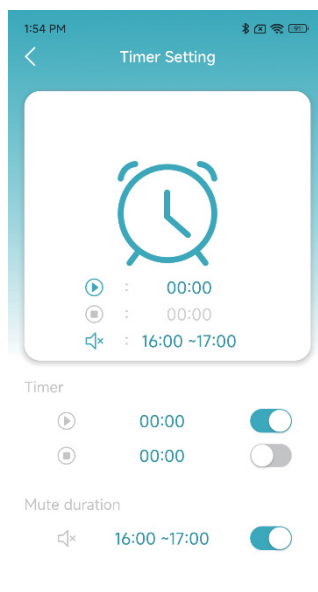 1:54 PM
Timer Setting
: 00:00
: 00:00
: 16:00 ~17:00
Timer
00:00
00:00
Mute duration
16:00 ~17:00